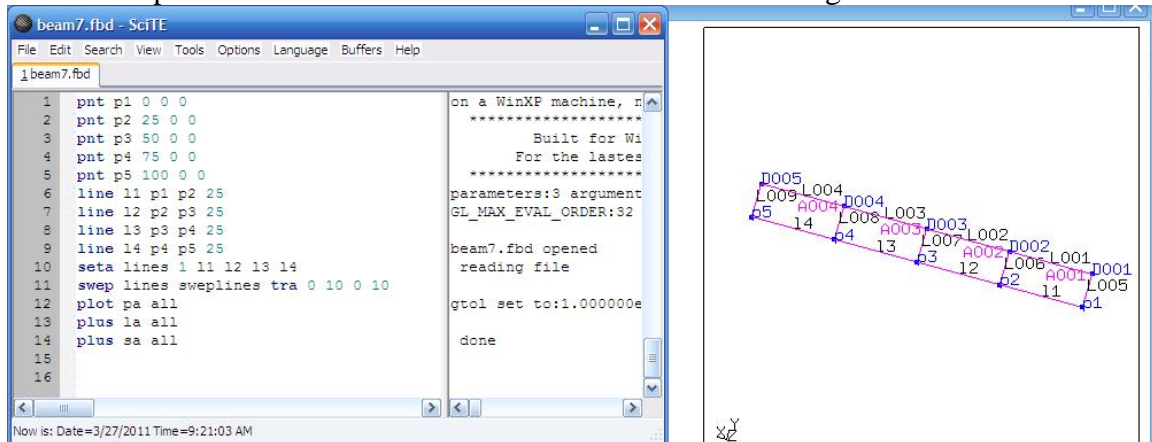 beam7.fbd - SciTE
File Edit Search View Tools Options Language Buffers Help
1 beam7.fbd
1 pnt p1 0 0 0
2 pnt p2 25 0 0
3 pnt p3 50 0 0
4 pnt p4 75 0 0
5 pnt p5 100 0 0
6 line l1 p1 p2 25
7 line l2 p2 p3 25
8 line l3 p3 p4 25
9 line l4 p4 p5 25
10 seta lines 1 l1 l2 l3 l4
11 swep lines sweplines tra 0 10 0 10
12 plot pa all
13 plus la all
14 plus sa all
15
16
on a WinXP machine, r
*******************
Built for Wi
For the lastes
*******************
parameters:3 argument
GL_MAX_EVAL_ORDER:32
beam7.fbd opened
reading file
gtol set to:1.000000e
done
Now is: Date=3/27/2011 Time=9:21:03 AM
D005
L009 L004 D004
p5 A004 L008 L003 D003
l4 p4 A003 L007 L002 D002
l3 p3 A002 L006 L001 D001
l2 p2 A001 L005
l1 p1